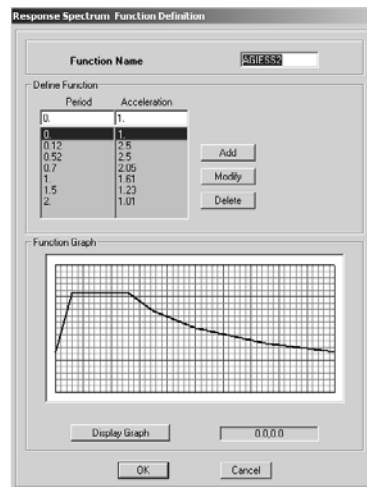 Response Spectrum Function Definition
Function Name AGIESS2
Define Function
Period Acceleration
0. 1.
0. 1.
0.12 2.5
0.52 2.5
0.7 2.05
1. 1.61
1.5 1.23
2. 1.01
Add
Modify
Delete
Function Graph
Display Graph 0.0,0.0
OK Cancel